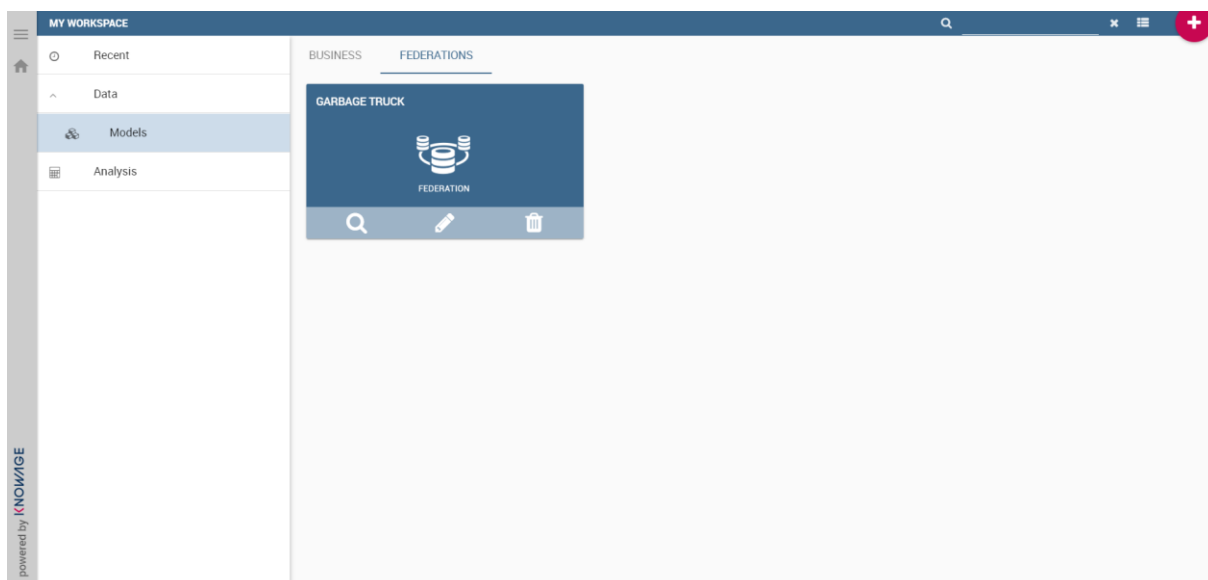 MY WORKSPACE
Recent
Data
Models
Analysis
BUSINESS FEDERATIONS
GARBAGE TRUCK
FEDERATION
powered by KNOWAGE